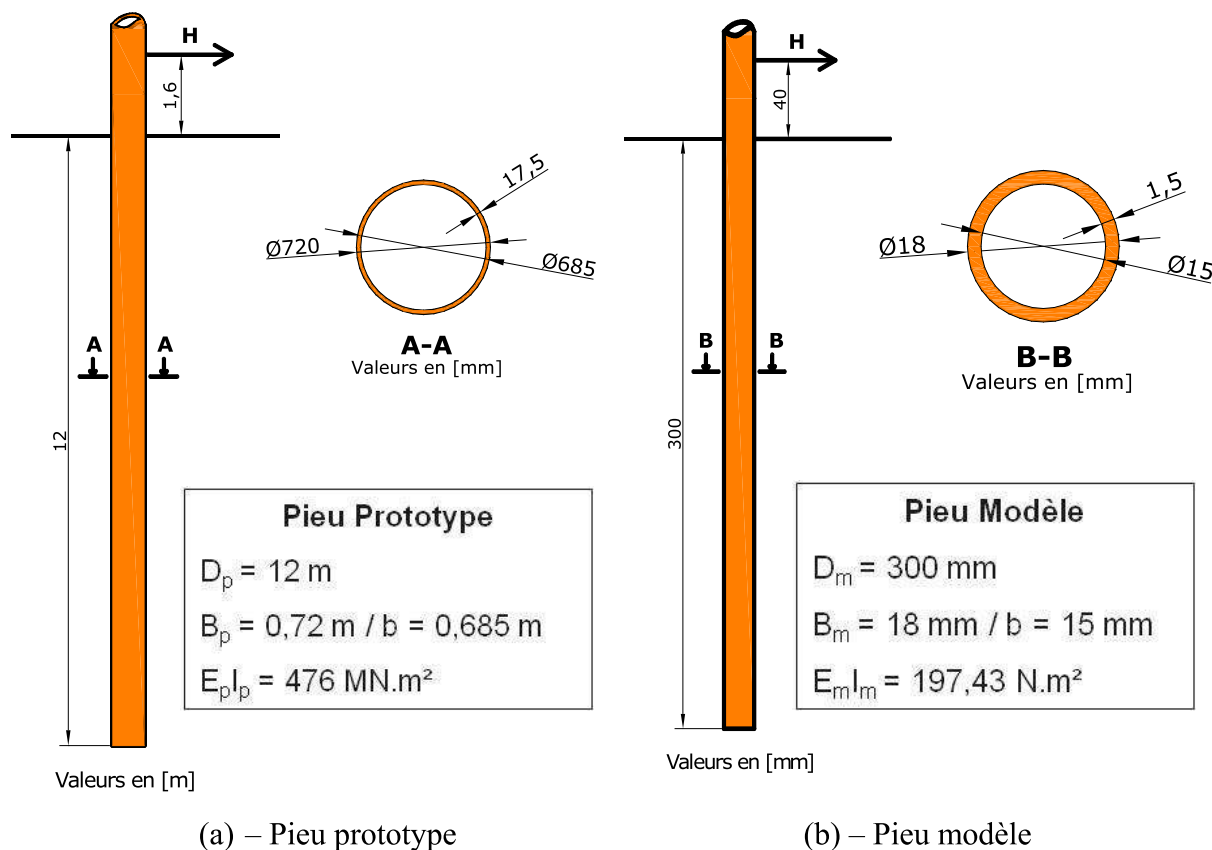 H
1,6
12
17,5
Ø720
Ø685
A-A
Valeurs en [mm]
A
A
Pieu Prototype
Dp = 12 m
Bp = 0,72 m / b = 0,685 m
EpIp = 476 MN.m²
Valeurs en [m]
(a) – Pieu prototype
H
40
300
1,5
Ø18
Ø15
B-B
Valeurs en [mm]
B
B
Pieu Modèle
Dm = 300 mm
Bm = 18 mm / b = 15 mm
EmIm = 197,43 N.m²
Valeurs en [mm]
(b) – Pieu modèle